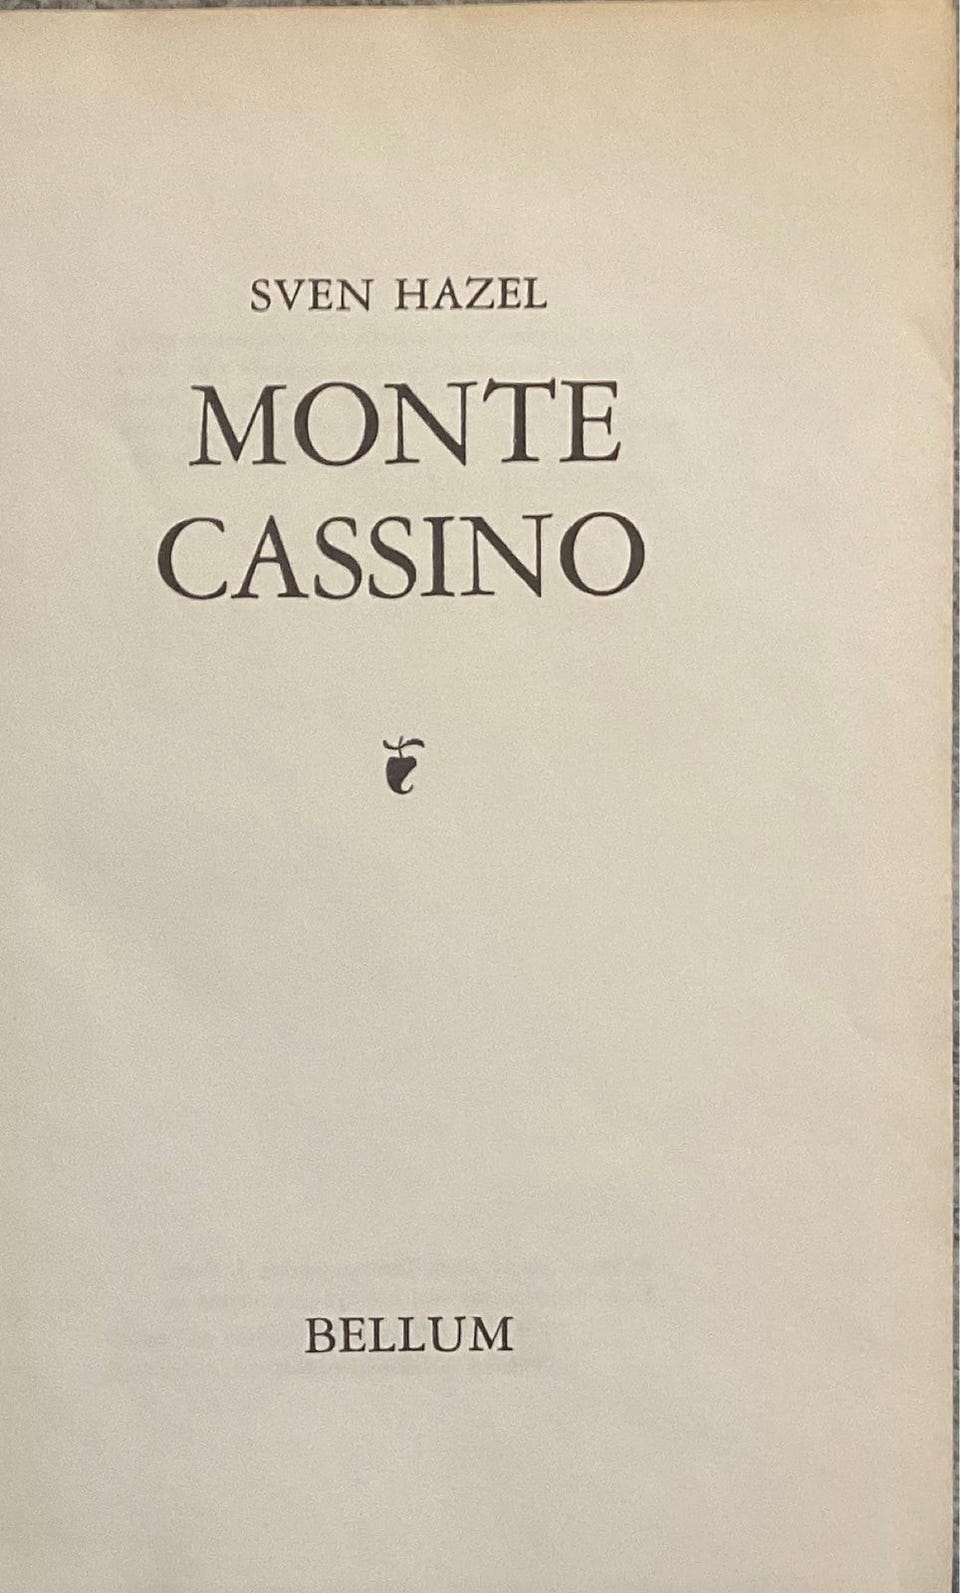 SVEN HAZEL
MONTE
CASSINO
BELLUM